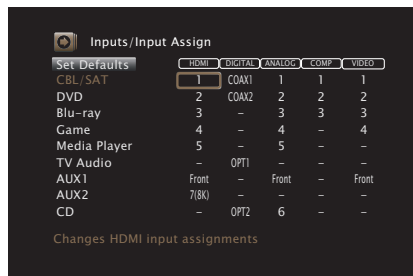 Inputs/Input Assign
Set Defaults HDMI DIGITAL ANALOG COMP VIDEO
CBL/SAT 1 COAX1 1 1 1
DVD 2 COAX2 2 2 2
Blu-ray 3 – 3 3 3
Game 4 – 4 – 4
Media Player 5 – 5 – –
TV Audio – OPT1 – – –
AUX1 Front – Front – Front
AUX2 7(8K) – – – –
CD – OPT2 6 – –
Changes HDMI input assignments